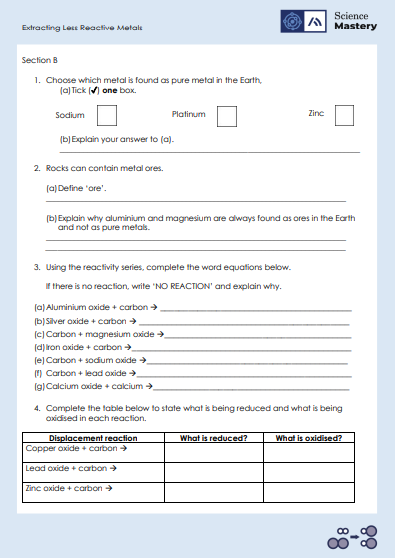 Extracting Less Reactive Metals
Science
Mastery
Section B
1. Choose which metal is found as pure metal in the Earth,
(a) Tick (✔) one box.
Sodium
Platinum
Zinc
(b) Explain your answer to (a).
2. Rocks can contain metal ores.
(a) Define ‘ore’.
(b) Explain why aluminium and magnesium are always found as ores in the Earth
and not as pure metals.
3. Using the reactivity series, complete the word equations below.
If there is no reaction, write ‘NO REACTION’ and explain why.
(a) Aluminium oxide + carbon →
(b) Silver oxide + carbon →
(c) Carbon + magnesium oxide →
(d) Iron oxide + carbon →
(e) Carbon + sodium oxide →
(f) Carbon + lead oxide →
(g) Calcium oxide + calcium →
4. Complete the table below to state what is being reduced and what is being
oxidised in each reaction.
Displacement reaction What is reduced? What is oxidised?
Copper oxide + carbon →
Lead oxide + carbon →
Zinc oxide + carbon →